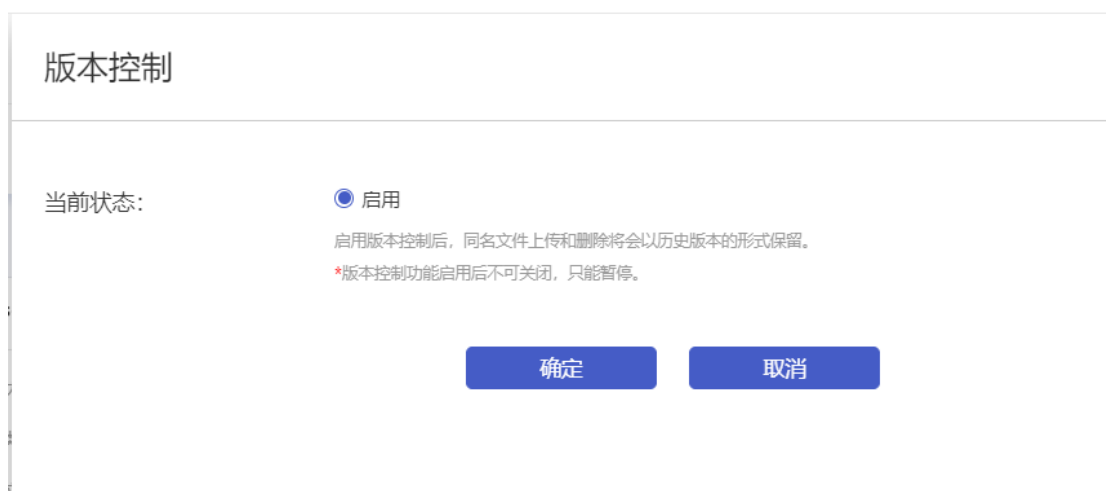 版本控制
当前状态：
启用
启用版本控制后，同名文件上传和删除将会以历史版本的形式保留。
*版本控制功能启用后不可关闭，只能暂停。
确定
取消